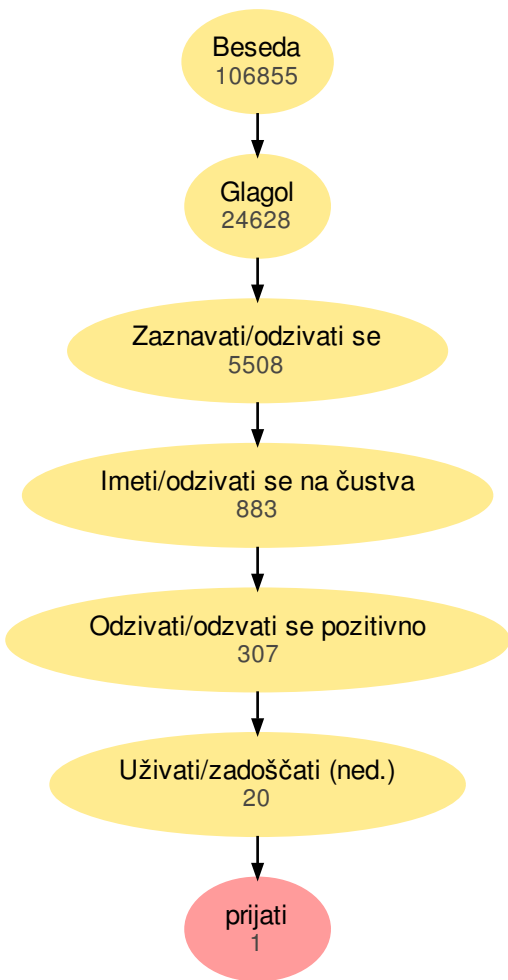 Beseda
106855
Glagol
24628
Zaznavati/odzivati se
5508
Imeti/odzivati se na čustva
883
Odzivati/odzvati se pozitivno
307
Uživati/zadoščati (ned.)
20
prijati
1